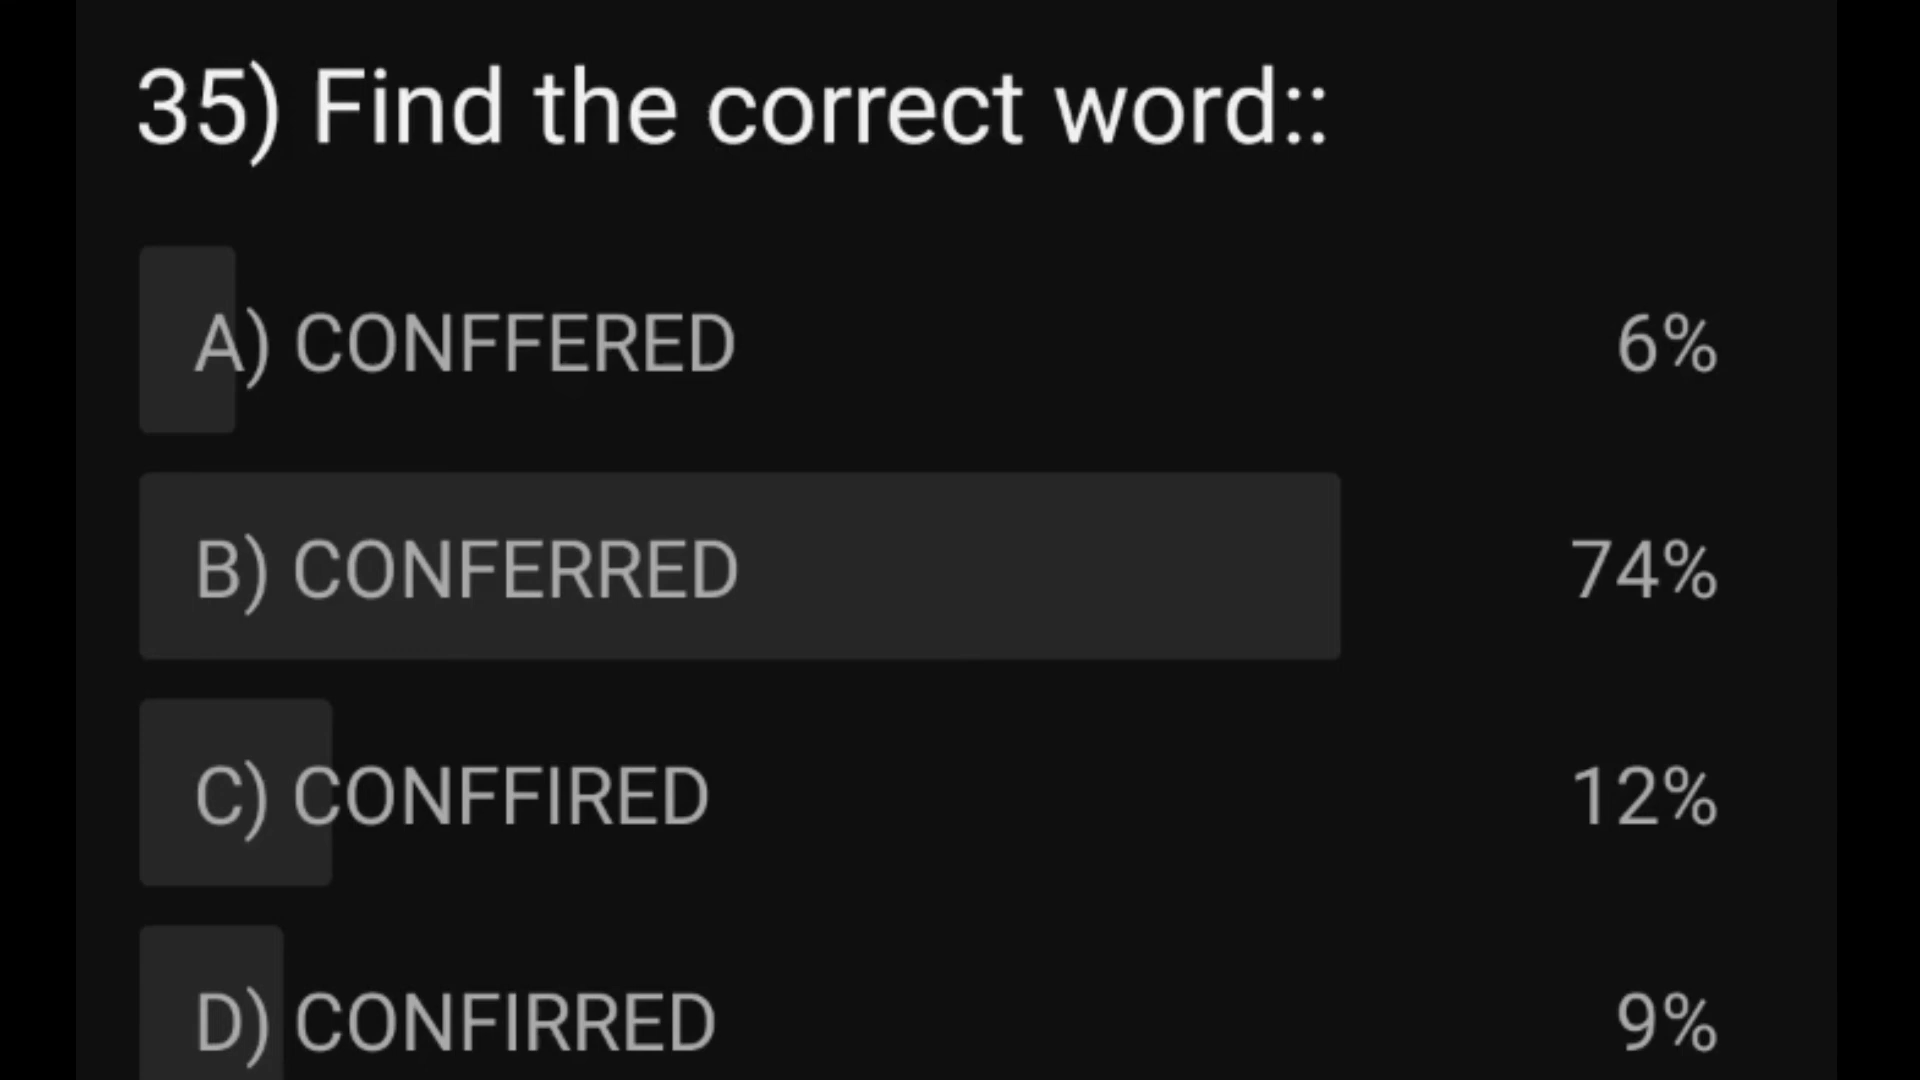 35) Find the correct word::
A) CONFFERED 6%
B) CONFERRED 74%
C) CONFFIRED 12%
D) CONFIRRED 9%